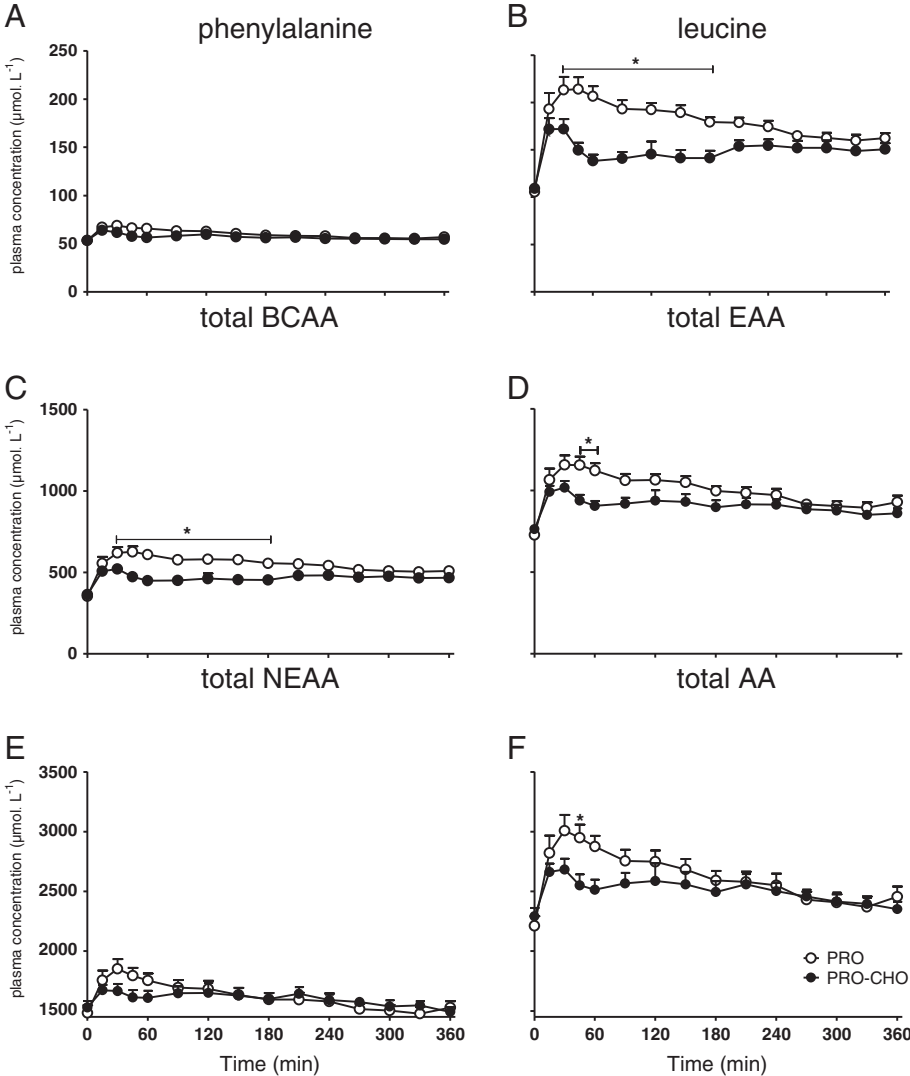 A
phenylalanine
B
leucine
plasma concentration (µmol. L-1)
250
200
150
100
50
0
*
total BCAA
total EAA
C
D
plasma concentration (µmol. L-1)
1500
1000
500
0
*
*
total NEAA
total AA
E
F
plasma concentration (µmol. L-1)
3500
3000
2500
2000
1500
*
PRO
PRO-CHO
0 60 120 180 240 300 360
0 60 120 180 240 300 360
Time (min)
Time (min)